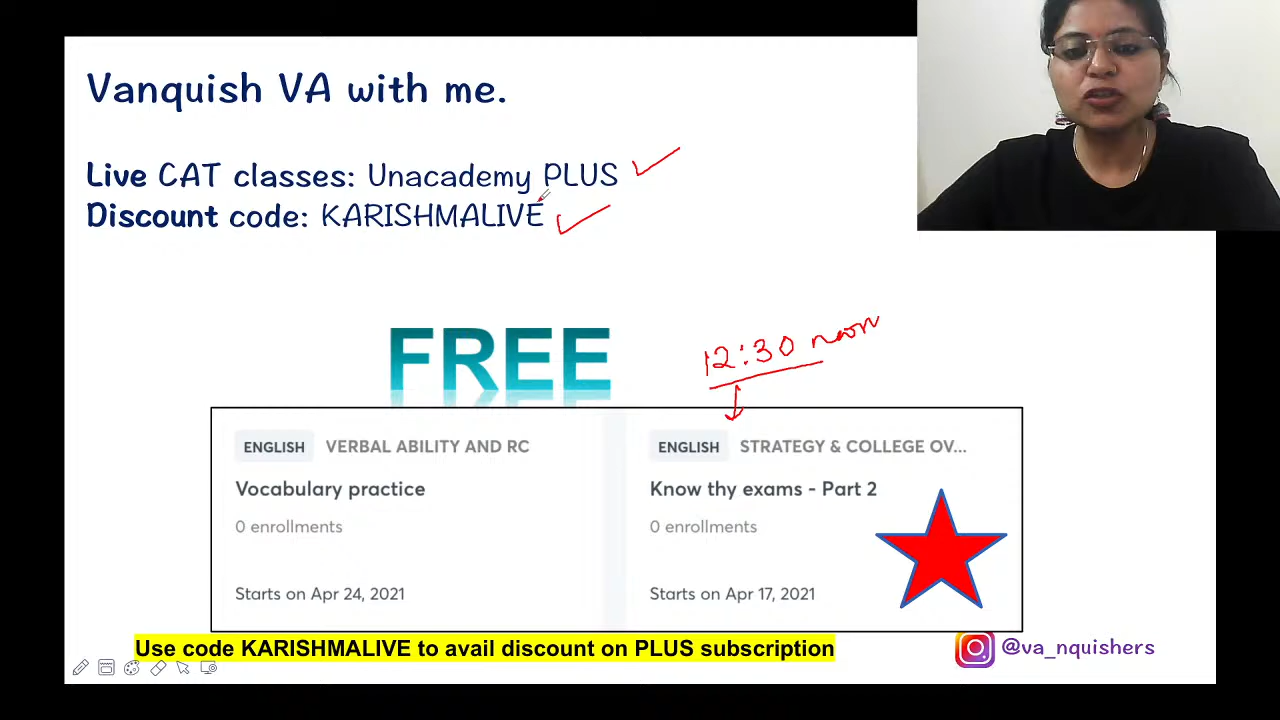 Vanquish VA with me.
Live CAT classes: Unacademy PLUS
Discount code: KARISHMALIVE
FREE
12:30 noon
ENGLISH VERBAL ABILITY AND RC
Vocabulary practice
0 enrollments
Starts on Apr 24, 2021
ENGLISH STRATEGY & COLLEGE OV...
Know thy exams - Part 2
0 enrollments
Starts on Apr 17, 2021
Use code KARISHMALIVE to avail discount on PLUS subscription
@va_nquishers